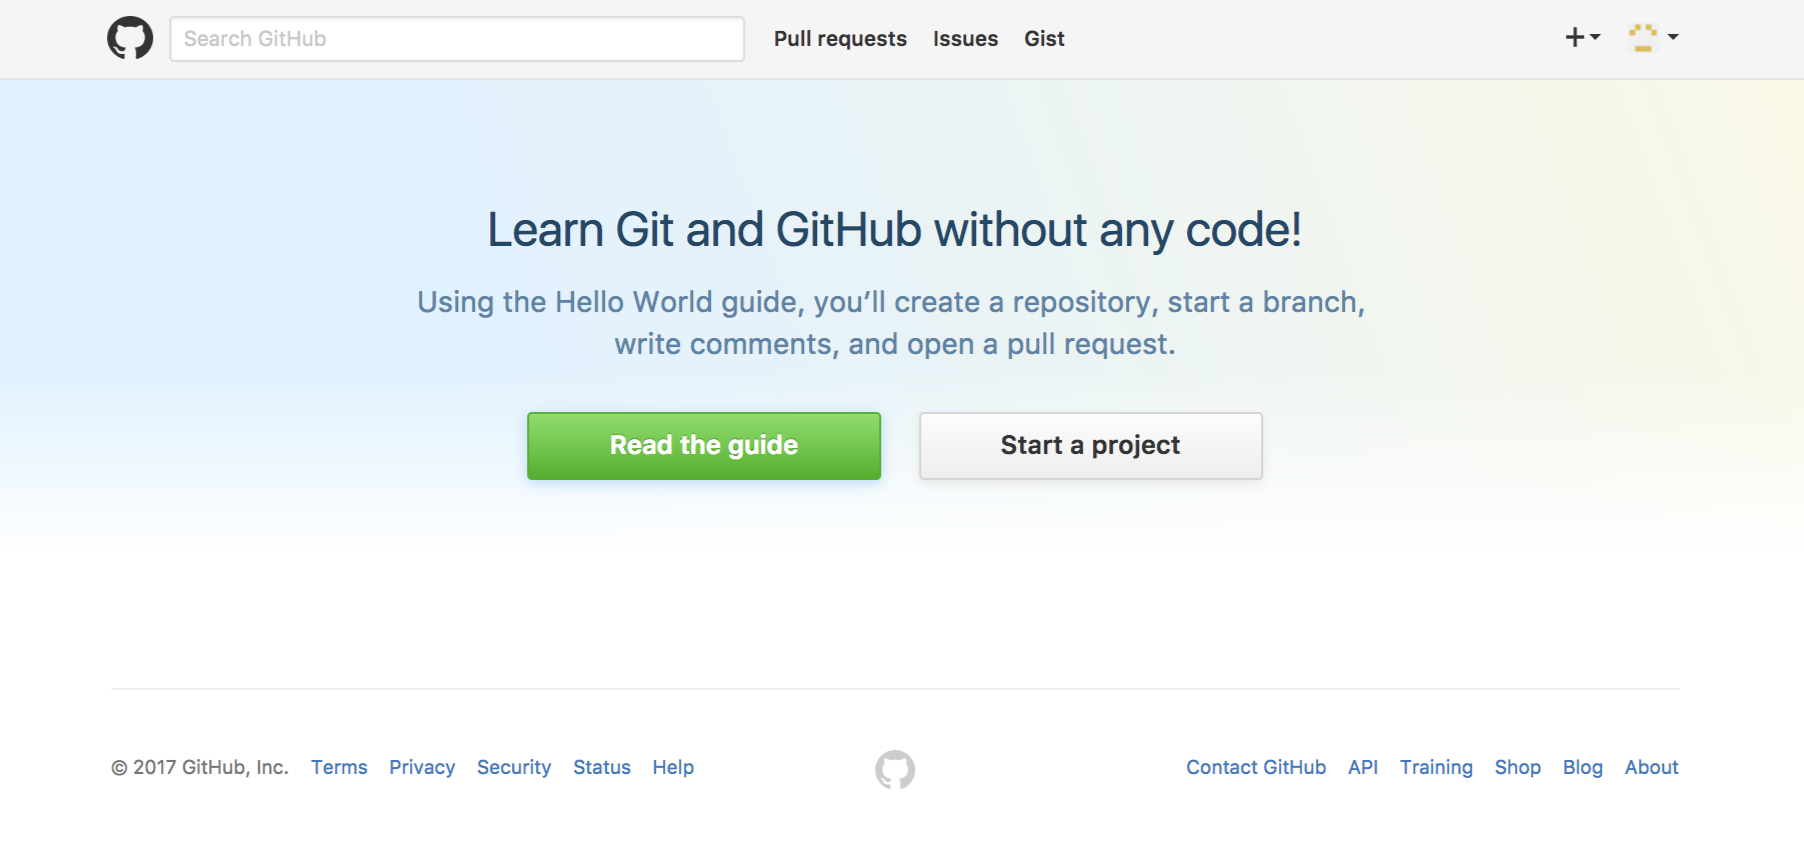 Search GitHub
Pull requests
Issues
Gist
Learn Git and GitHub without any code!
Using the Hello World guide, you’ll create a repository, start a branch,
write comments, and open a pull request.
Read the guide
Start a project
© 2017 GitHub, Inc. Terms Privacy Security Status Help
Contact GitHub API Training Shop Blog About